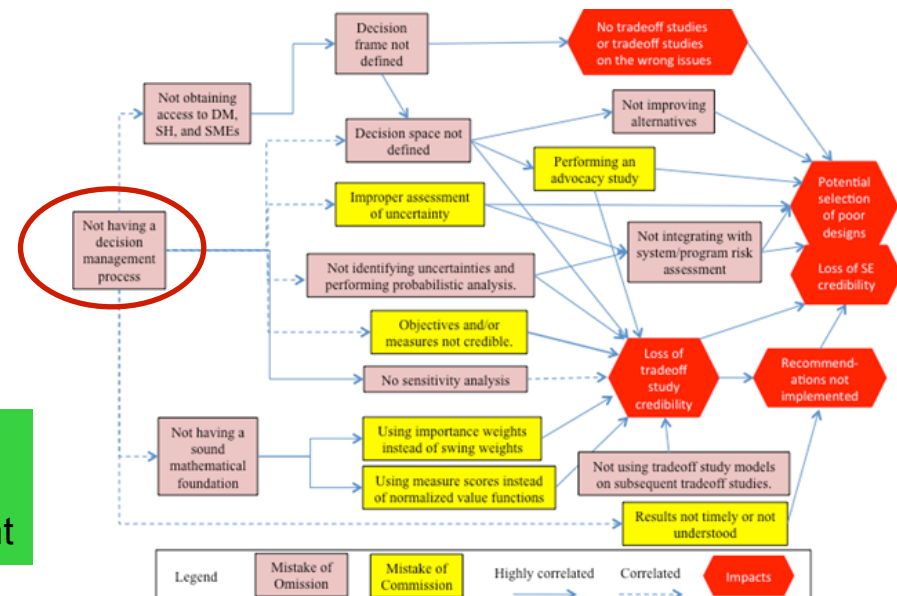 Decision
frame not
defined
No tradeoff studies
or tradeoff studies
on the wrong issues
Not obtaining
access to DM,
SH, and SMEs
Not improving
alternatives
Decision space not
defined
Performing an
advocacy study
Potential
selection
of poor
designs
Improper assessment
of uncertainty
Not having a
decision
management
process
Not integrating with
system/program risk
assessment
Not identifying uncertainties and
performing probabilistic analysis.
Loss of SE
credibility
Objectives and/or
measures not credible.
Loss of
tradeoff
study
credibility
Recommend-
ations not
implemented
No sensitivity analysis
Not having a
sound
mathematical
foundation
Using importance weights
instead of swing weights
Using measure scores instead
of normalized value functions
Not using tradeoff study models
on subsequent tradeoff studies.
Results not timely or not
understood
Legend
Mistake of
Omission
Mistake of
Commission
Highly correlated
Correlated
Impacts